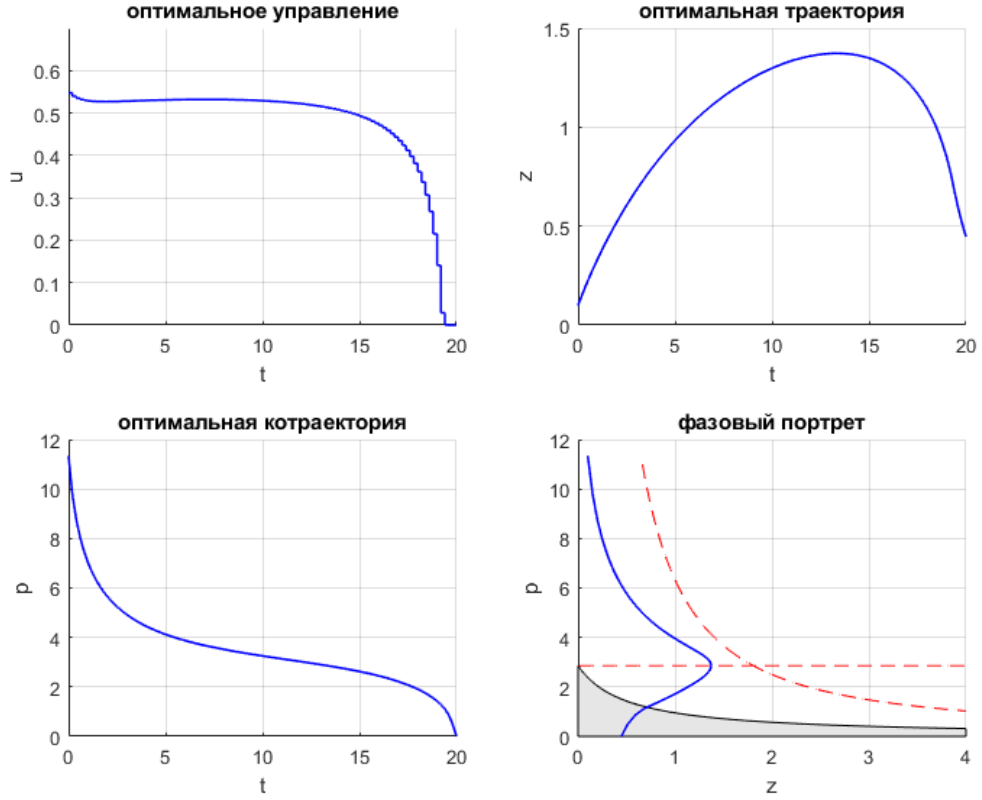 оптимальное управление
0.6
0.5
0.4
0.3
0.2
0.1
0
u
0 5 10 15 20
t
оптимальная траектория
1.5
1
0.5
0
z
0 5 10 15 20
t
оптимальная котраектория
12
10
8
6
4
2
0
p
0 5 10 15 20
t
фазовый портрет
12
10
8
6
4
2
0
p
0 1 2 3 4
z